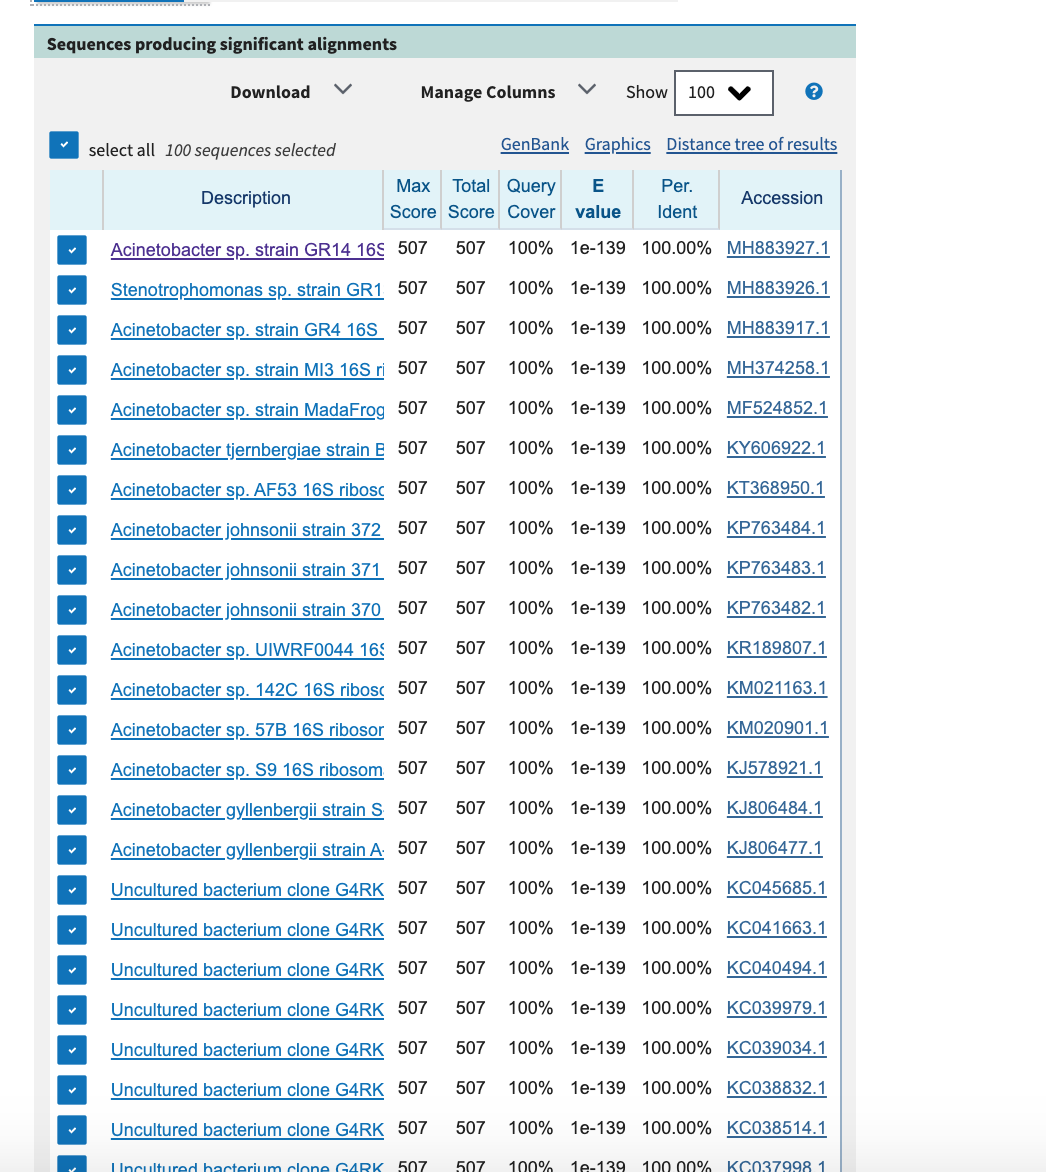 Sequences producing significant alignments
Download Manage Columns Show 100
select all 100 sequences selected GenBank Graphics Distance tree of results
Description Max Score Total Score Query Cover E value Per. Ident Accession
Acinetobacter sp. strain GR14 16S 507 507 100% 1e-139 100.00% MH883927.1
Stenotrophomonas sp. strain GR1 507 507 100% 1e-139 100.00% MH883926.1
Acinetobacter sp. strain GR4 16S 507 507 100% 1e-139 100.00% MH883917.1
Acinetobacter sp. strain MI3 16S ri 507 507 100% 1e-139 100.00% MH374258.1
Acinetobacter sp. strain MadaFrog 507 507 100% 1e-139 100.00% MF524852.1
Acinetobacter tjernbergiae strain B 507 507 100% 1e-139 100.00% KY606922.1
Acinetobacter sp. AF53 16S riboso 507 507 100% 1e-139 100.00% KT368950.1
Acinetobacter johnsonii strain 372 507 507 100% 1e-139 100.00% KP763484.1
Acinetobacter johnsonii strain 371 507 507 100% 1e-139 100.00% KP763483.1
Acinetobacter johnsonii strain 370 507 507 100% 1e-139 100.00% KP763482.1
Acinetobacter sp. UIWRF0044 16S 507 507 100% 1e-139 100.00% KR189807.1
Acinetobacter sp. 142C 16S riboso 507 507 100% 1e-139 100.00% KM021163.1
Acinetobacter sp. 57B 16S ribosor 507 507 100% 1e-139 100.00% KM020901.1
Acinetobacter sp. S9 16S ribosom 507 507 100% 1e-139 100.00% KJ578921.1
Acinetobacter gyllenbergii strain S- 507 507 100% 1e-139 100.00% KJ806484.1
Acinetobacter gyllenbergii strain A- 507 507 100% 1e-139 100.00% KJ806477.1
Uncultured bacterium clone G4RK 507 507 100% 1e-139 100.00% KC045685.1
Uncultured bacterium clone G4RK 507 507 100% 1e-139 100.00% KC041663.1
Uncultured bacterium clone G4RK 507 507 100% 1e-139 100.00% KC040494.1
Uncultured bacterium clone G4RK 507 507 100% 1e-139 100.00% KC039979.1
Uncultured bacterium clone G4RK 507 507 100% 1e-139 100.00% KC039034.1
Uncultured bacterium clone G4RK 507 507 100% 1e-139 100.00% KC038832.1
Uncultured bacterium clone G4RK 507 507 100% 1e-139 100.00% KC038514.1
Uncultured bacterium clone G4RK 507 507 100% 1e-139 100.00% KC037998.1